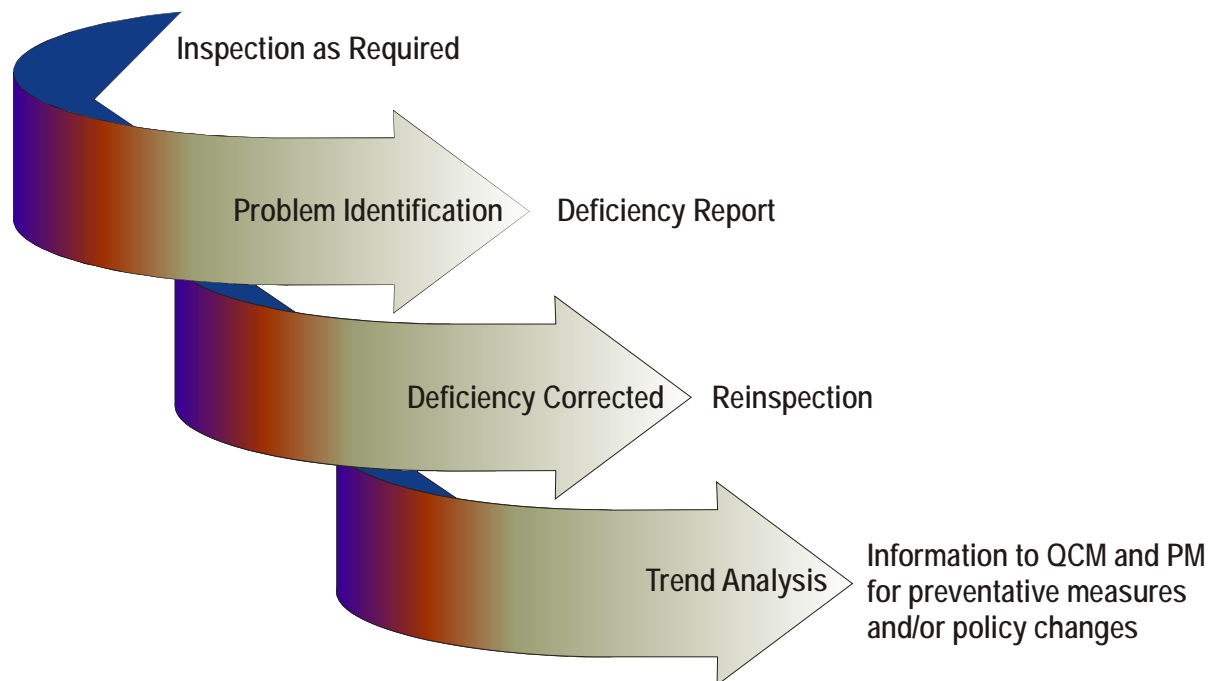 Inspection as Required
Problem Identification
Deficiency Report
Deficiency Corrected
Reinspection
Trend Analysis
Information to QCM and PM
for preventative measures
and/or policy changes